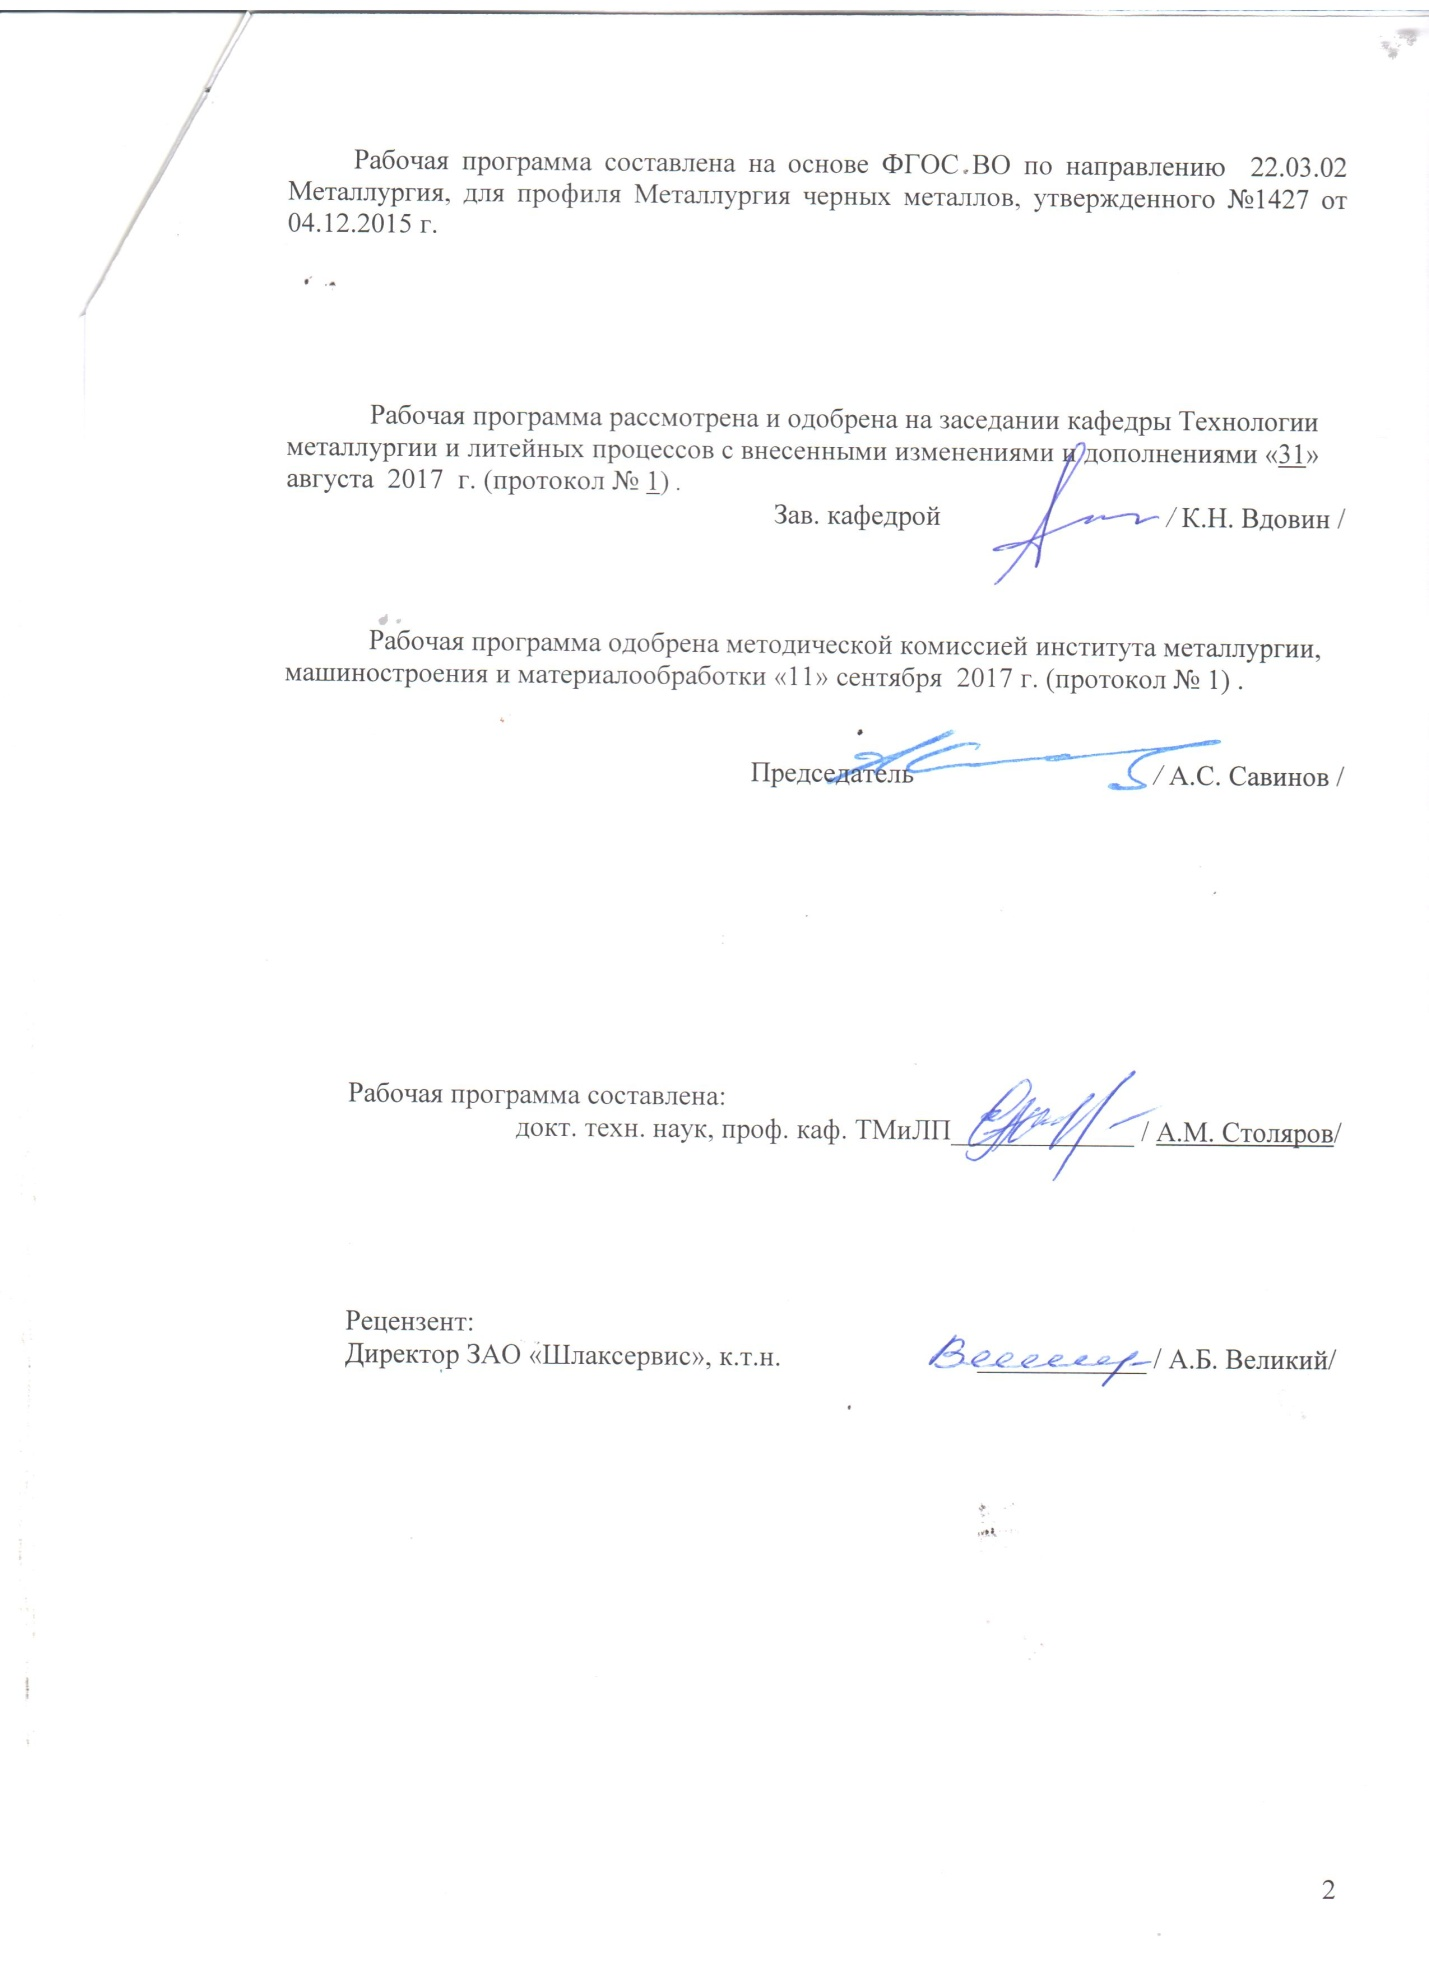 Рабочая программа составлена на основе ФГОС ВО по направлению 22.03.02
Металлургия, для профиля Металлургия черных металлов, утвержденного №1427 от
04.12.2015 г.
Рабочая программа рассмотрена и одобрена на заседании кафедры Технологии
металлургии и литейных процессов с внесенными изменениями и дополнениями «31»
августа 2017 г. (протокол № 1) .
Зав. кафедрой / К.Н. Вдовин /
Рабочая программа одобрена методической комиссией института металлургии,
машиностроения и материалообработки «11» сентября 2017 г. (протокол № 1) .
Председатель / А.С. Савинов /
Рабочая программа составлена:
докт. техн. наук, проф. каф. ТМиЛП_____________ / А.М. Столяров/
Рецензент:
Директор ЗАО «Шлаксервис», к.т.н. ____________/ А.Б. Великий/
2